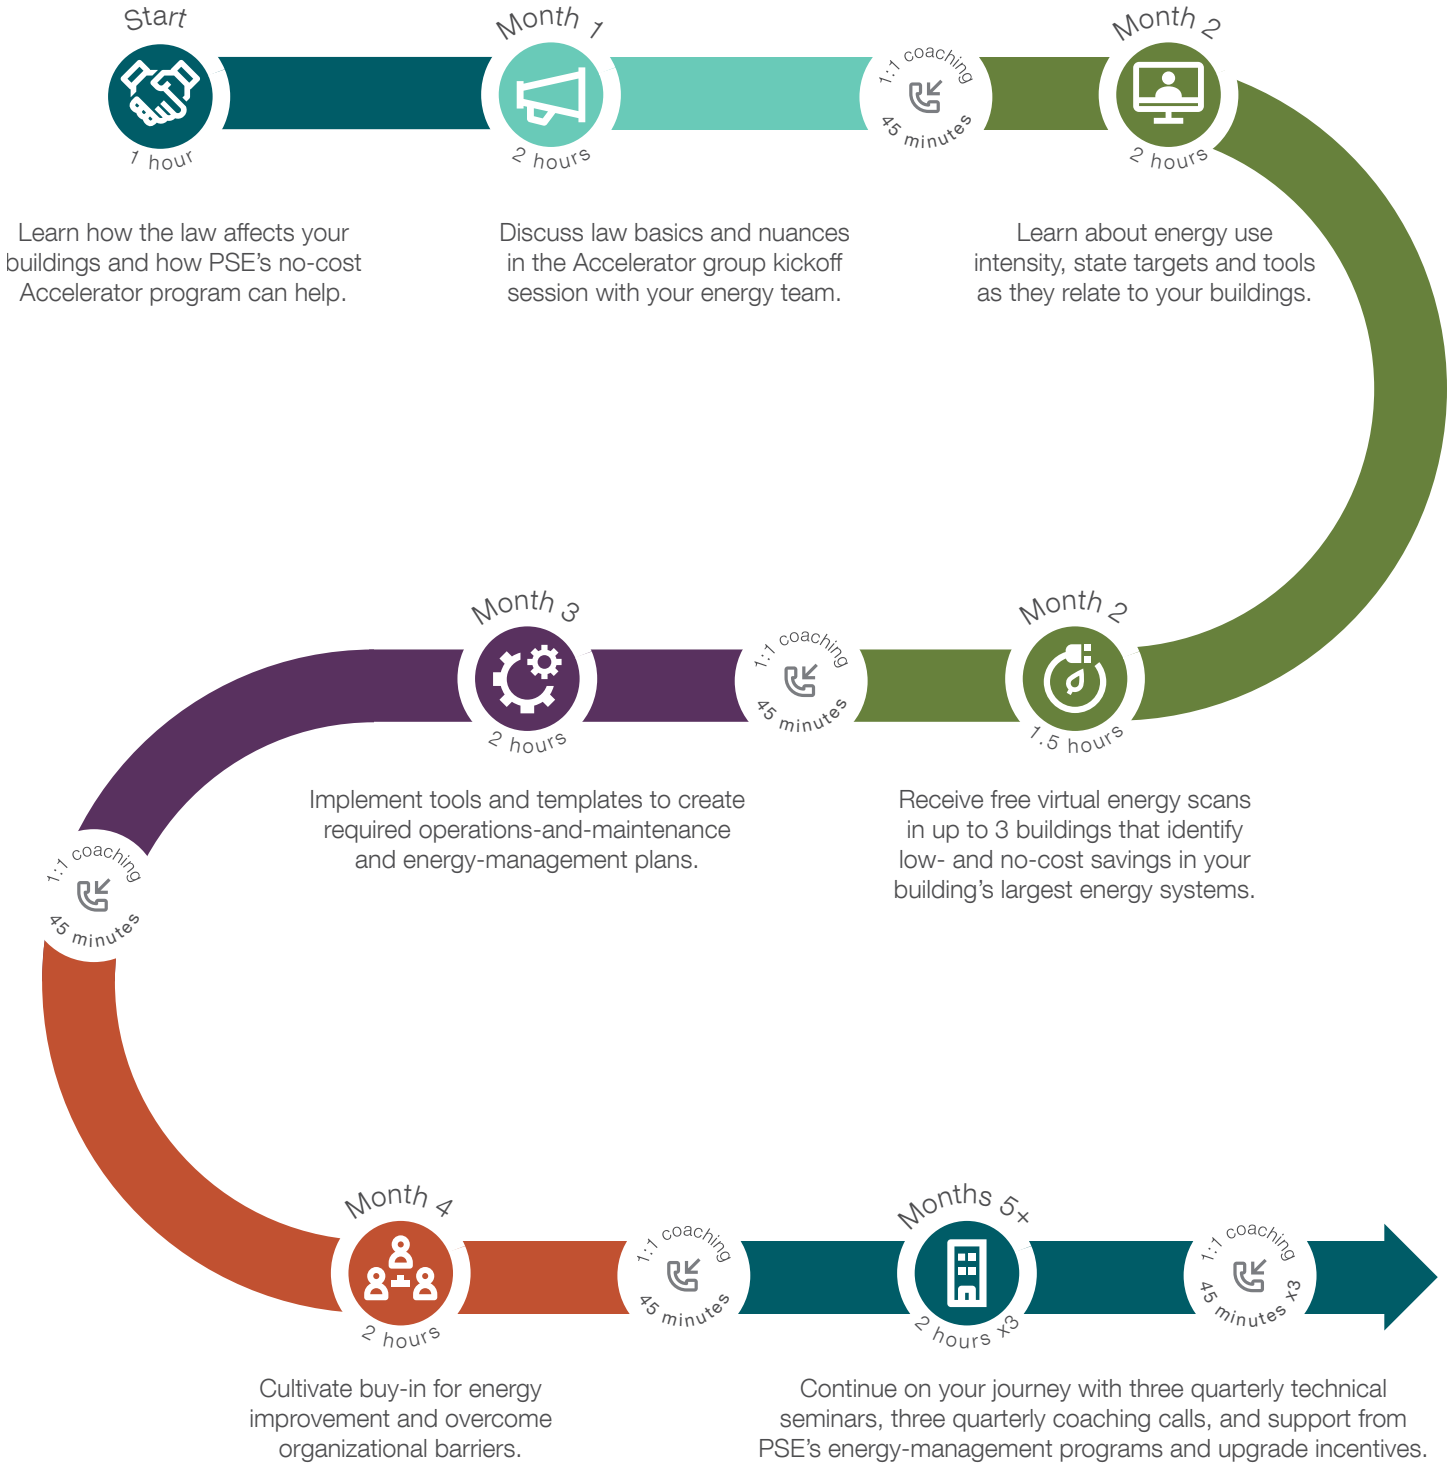 Start
1 hour
Learn how the law affects your
buildings and how PSE’s no-cost
Accelerator program can help.
Month 1
2 hours
Discuss law basics and nuances
in the Accelerator group kickoff
session with your energy team.
1:1 coaching
45 minutes
Month 2
2 hours
Learn about energy use
intensity, state targets and tools
as they relate to your buildings.
Month 2
1.5 hours
Receive free virtual energy scans
in up to 3 buildings that identify
low- and no-cost savings in your
building’s largest energy systems.
1:1 coaching
45 minutes
Month 3
2 hours
Implement tools and templates to create
required operations-and-maintenance
and energy-management plans.
1:1 coaching
45 minutes
Month 4
2 hours
Cultivate buy-in for energy
improvement and overcome
organizational barriers.
1:1 coaching
45 minutes
Months 5+
2 hours x3
Continue on your journey with three quarterly technical
seminars, three quarterly coaching calls, and support from
PSE’s energy-management programs and upgrade incentives.
1:1 coaching
45 minutes x3